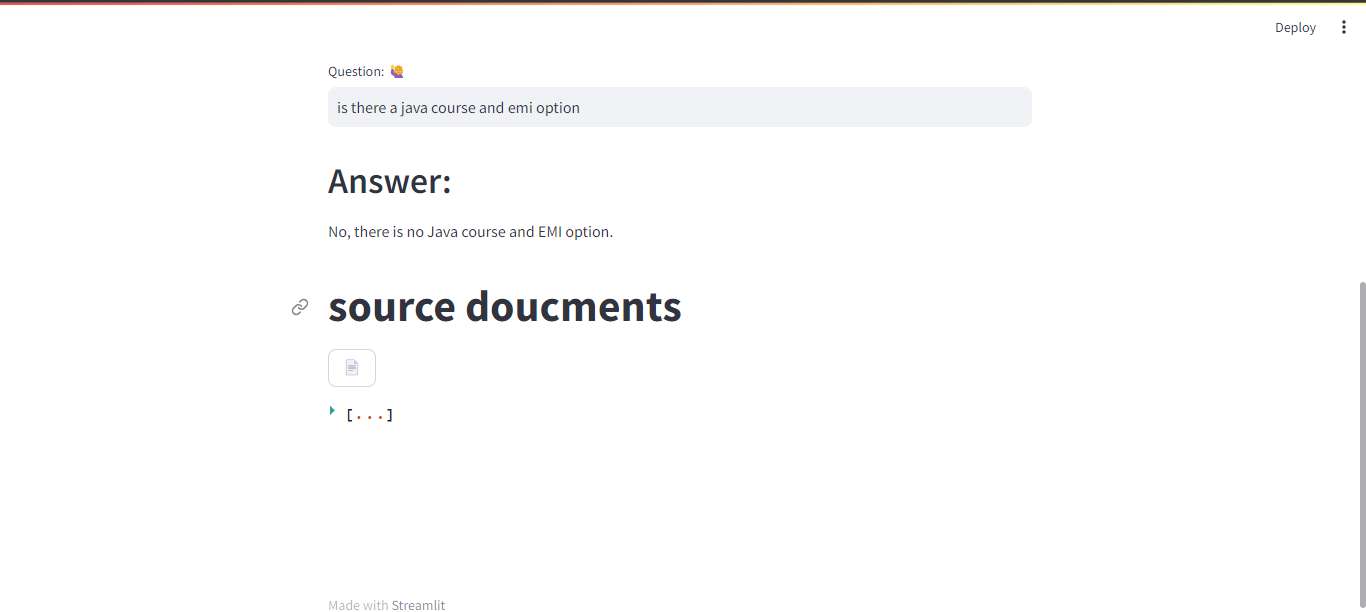 Deploy
Question: 🙋
is there a java course and emi option
Answer:
No, there is no Java course and EMI option.
source doucments
[...]
Made with Streamlit